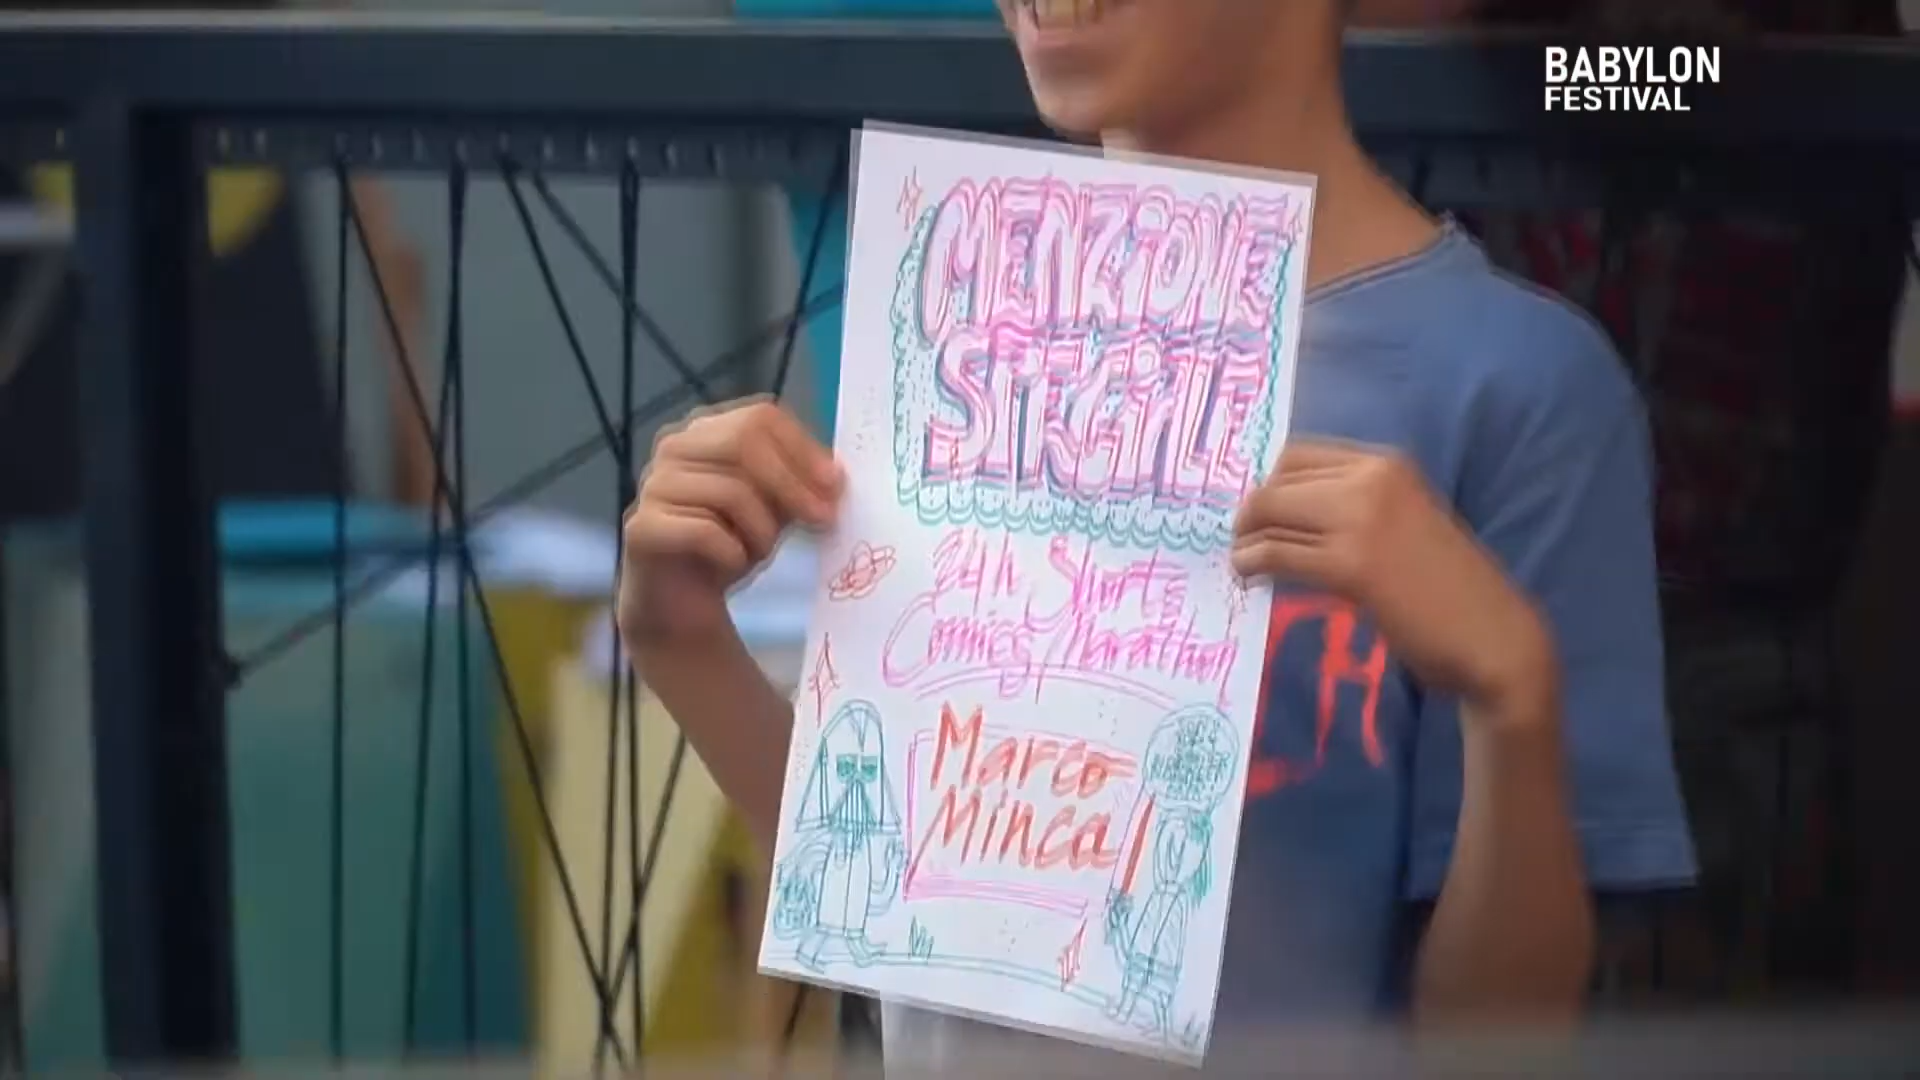 BABYLON
FESTIVAL
MENZIONE
SPECIALE
24h Shorts
Comics Marathon
Marco
Minca